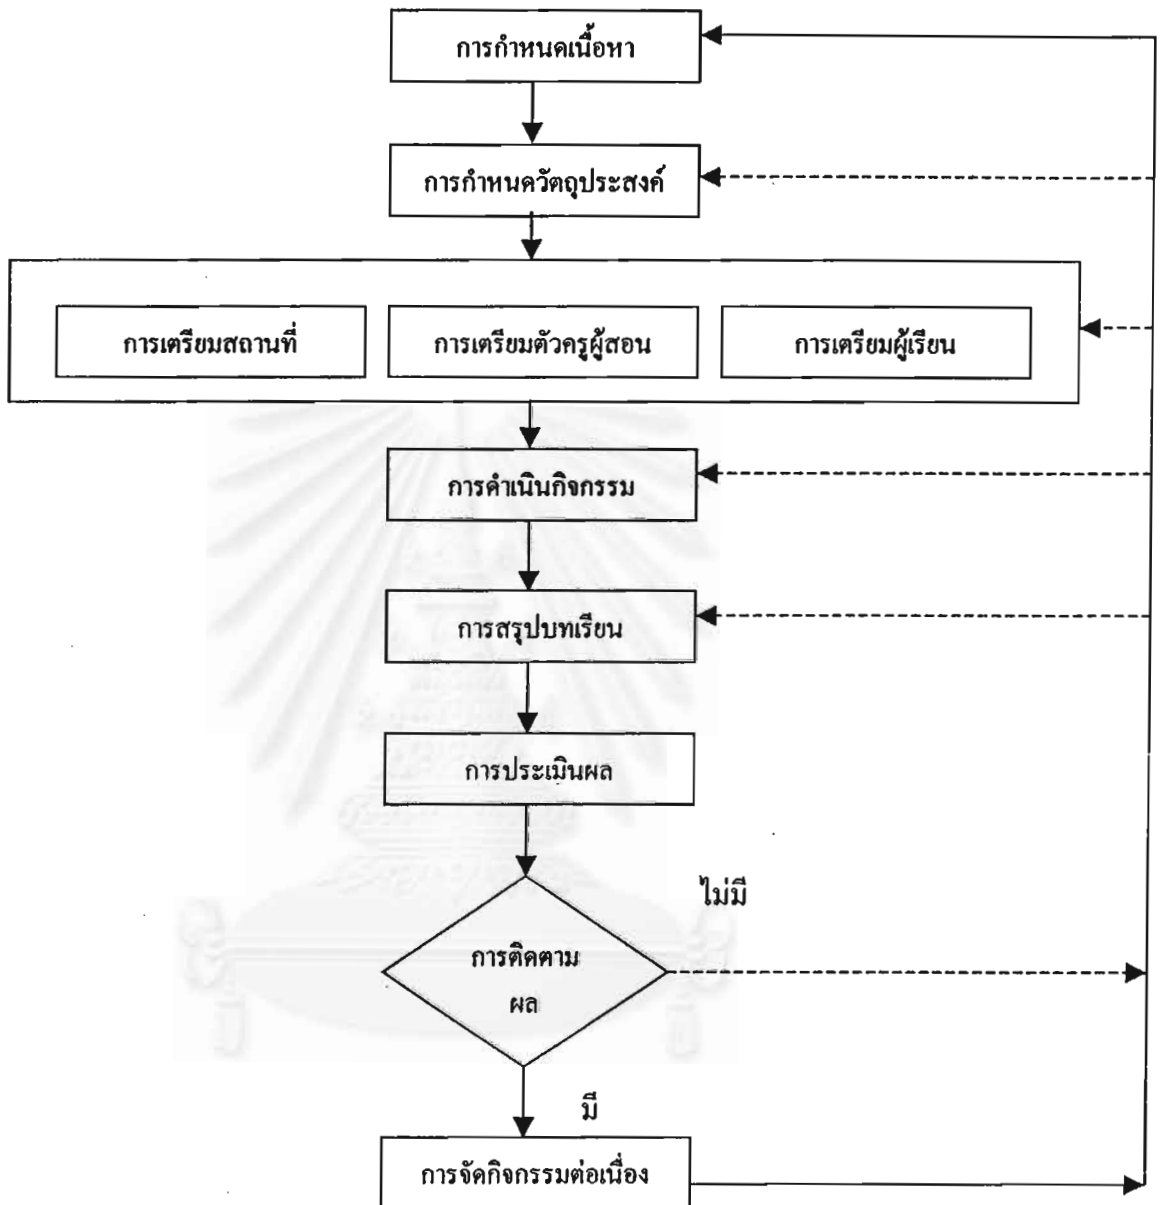 การกำหนดเนื้อหา
การกำหนดวัตถุประสงค์
การเตรียมสถานที่
การเตรียมตัวครูผู้สอน
การเตรียมผู้เรียน
การดำเนินกิจกรรม
การสรุปบทเรียน
การประเมินผล
ไม่มี
การติดตาม
ผล
มี
การจัดกิจกรรมต่อเนื่อง